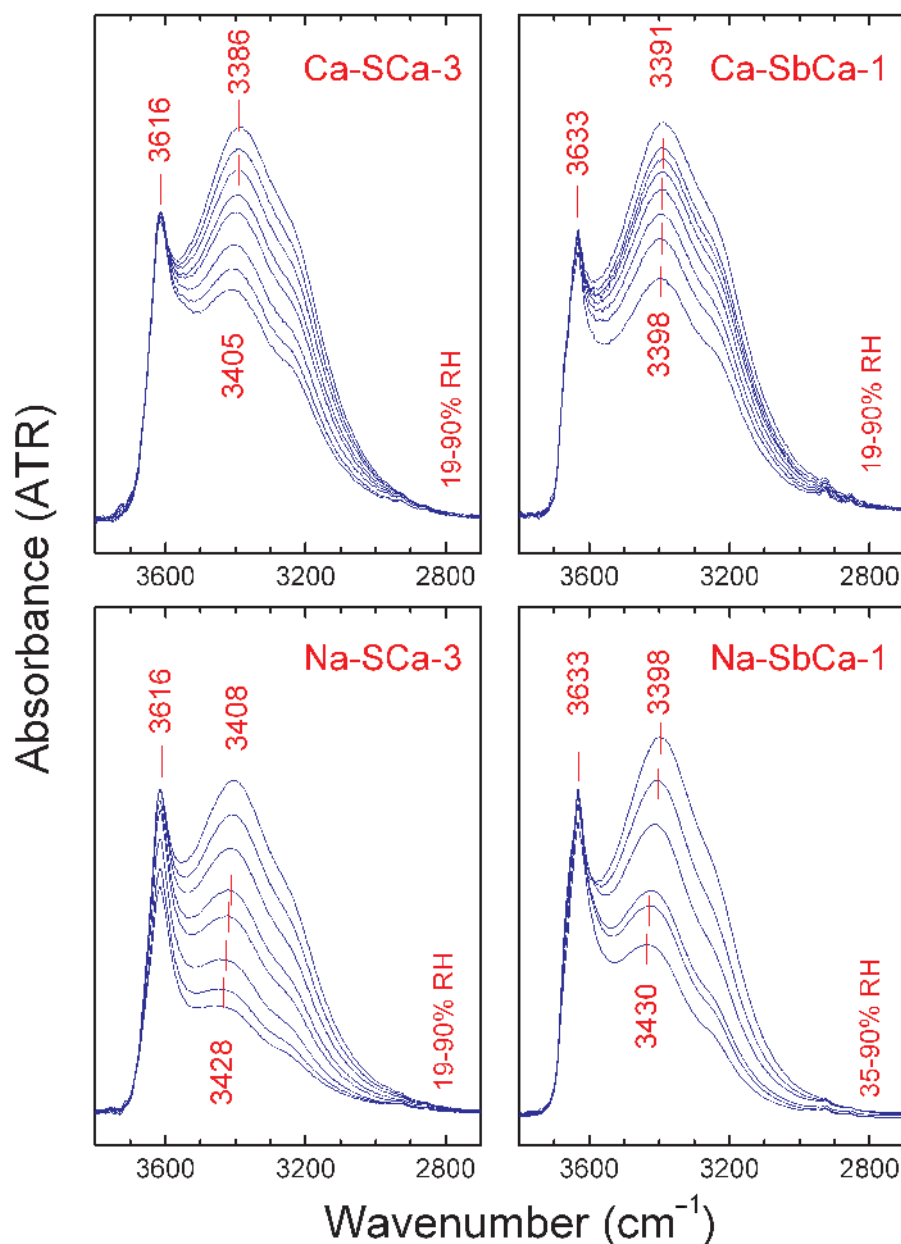 Absorbance (ATR)
Ca-SCa-3
3616
3386
3405
19-90% RH
3600
3200
2800
Ca-SbCa-1
3633
3391
3398
19-90% RH
3600
3200
2800
Na-SCa-3
3616
3408
3428
19-90% RH
3600
3200
2800
Na-SbCa-1
3633
3398
3430
35-90% RH
3600
3200
2800
Wavenumber (cm⁻¹)